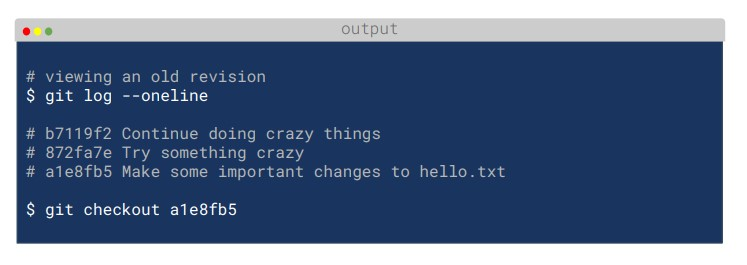 output
# viewing an old revision
$ git log --oneline
# b7119f2 Continue doing crazy things
# 872fa7e Try something crazy
# a1e8fb5 Make some important changes to hello.txt
$ git checkout a1e8fb5